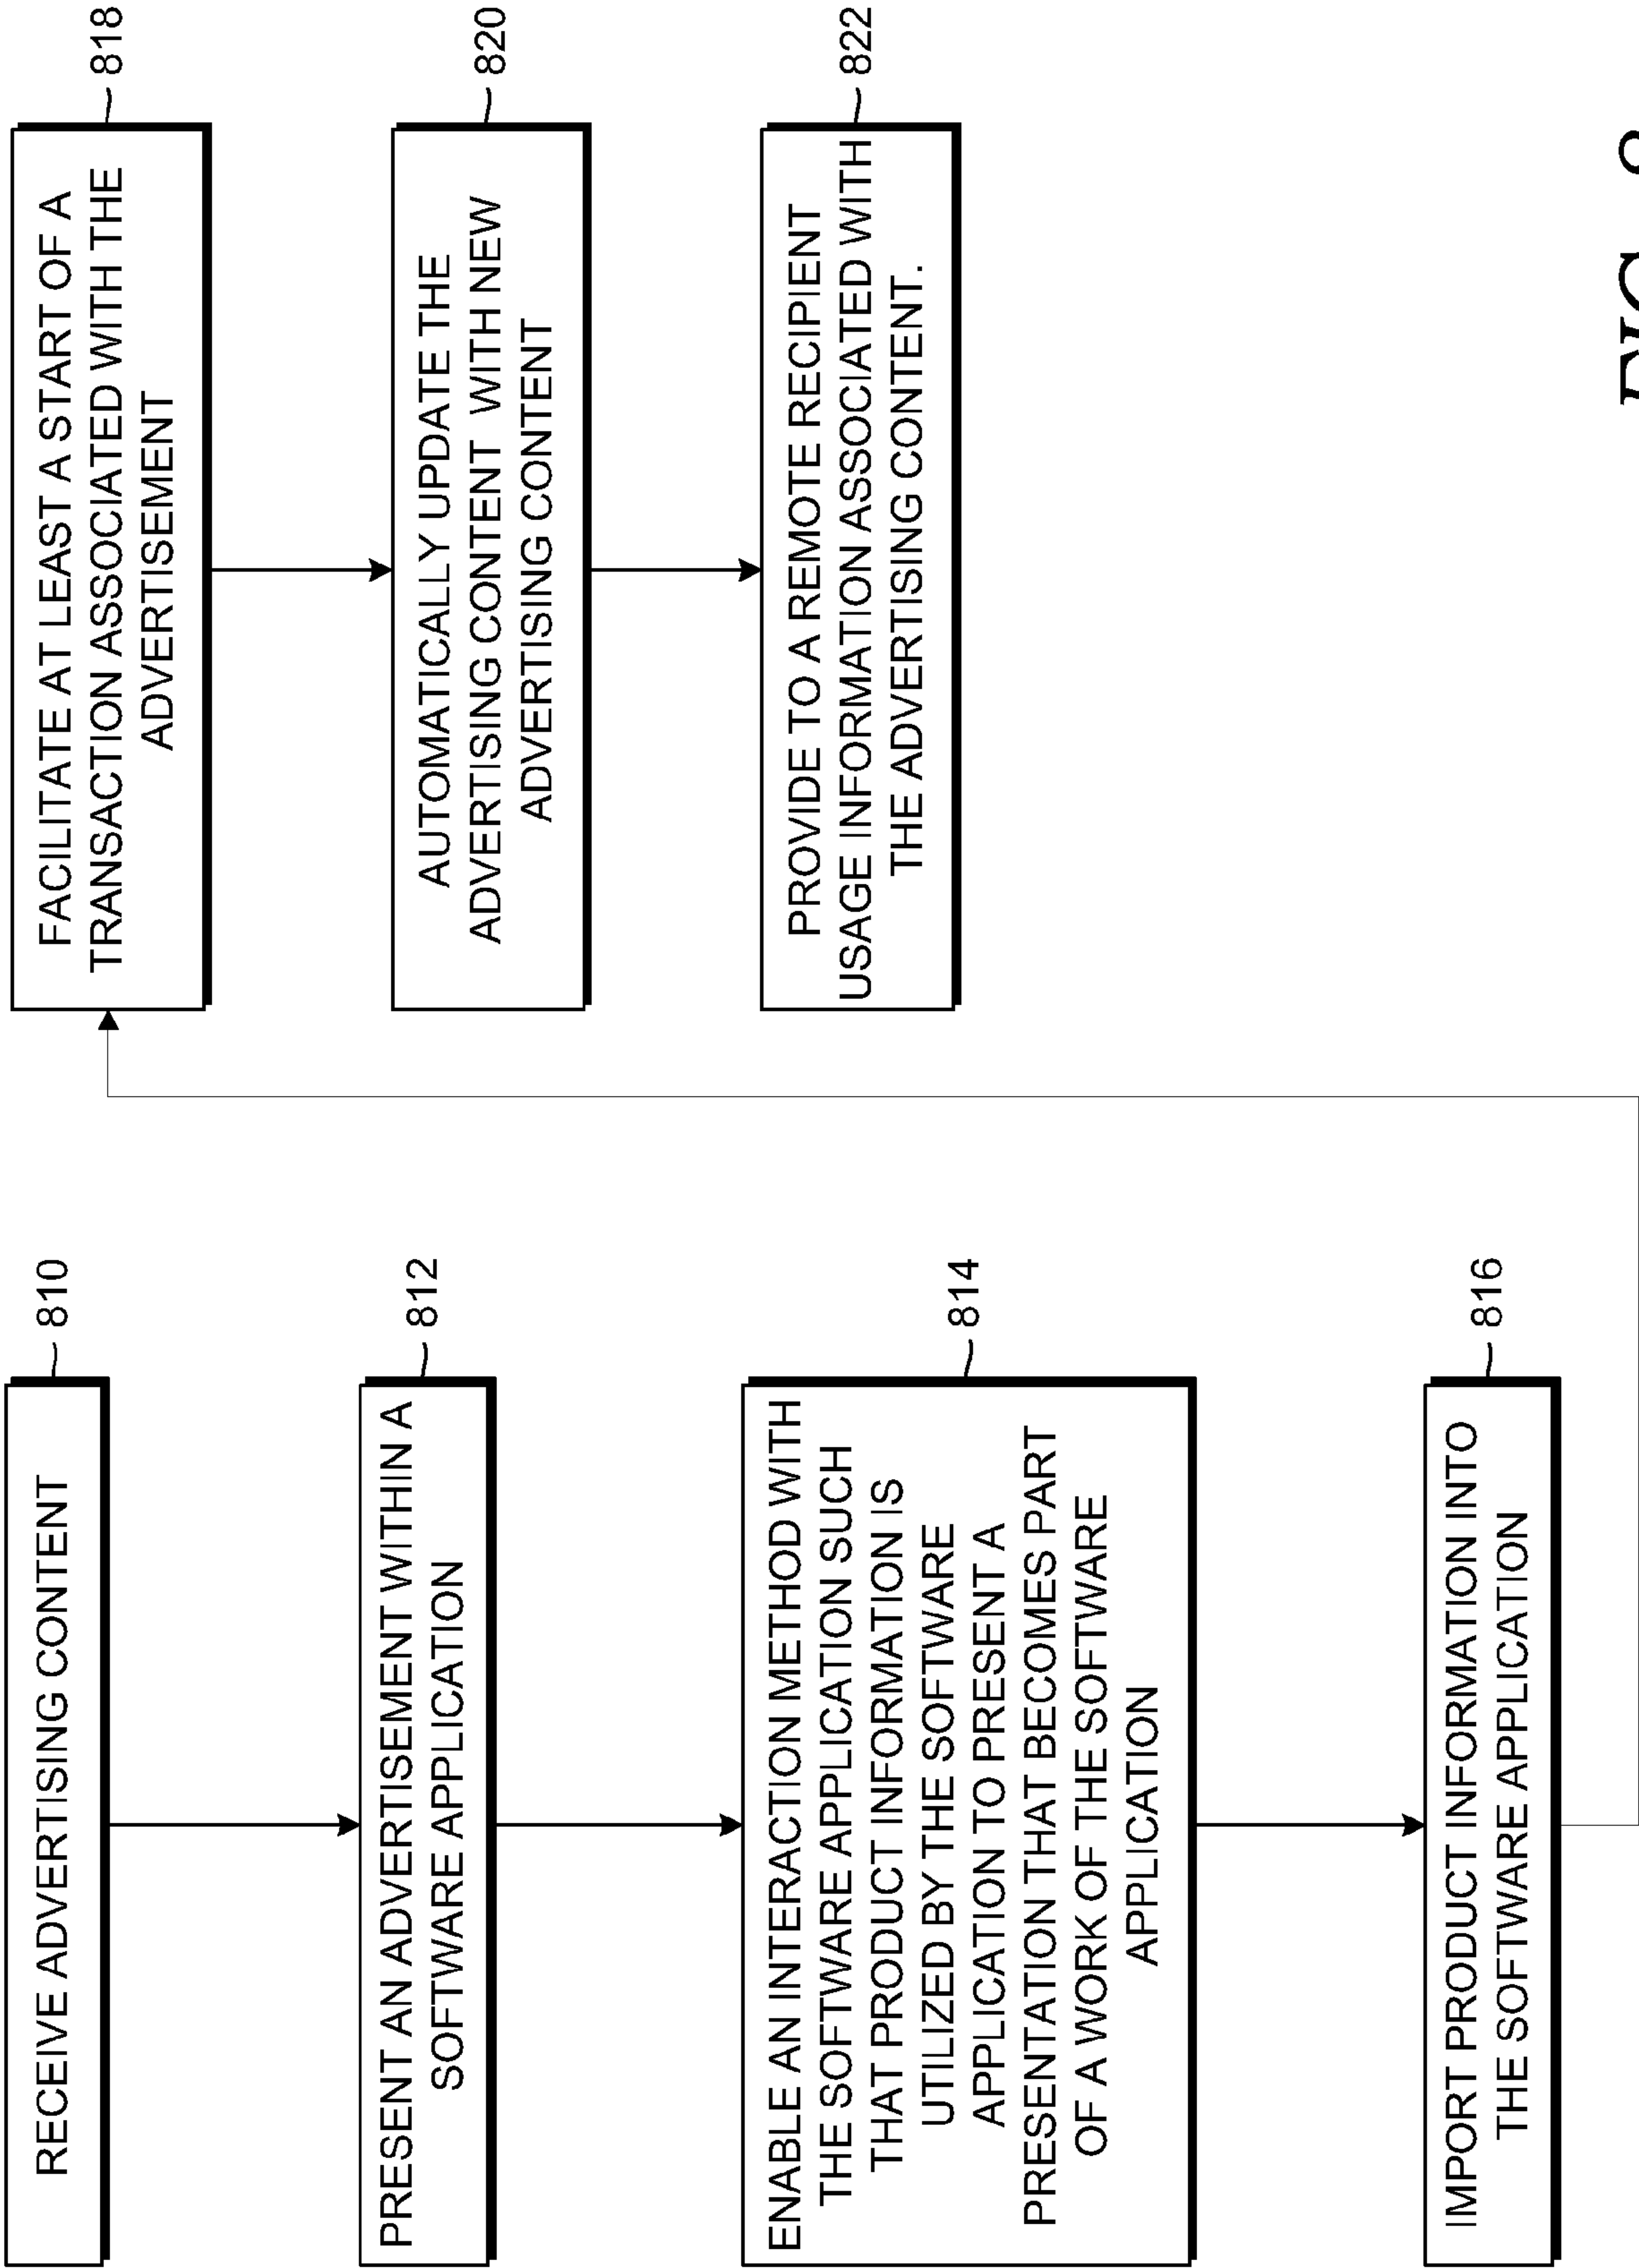 RECEIVE ADVERTISING CONTENT
810
PRESENT AN ADVERTISEMENT WITHIN A
SOFTWARE APPLICATION
812
ENABLE AN INTERACTION METHOD WITH
THE SOFTWARE APPLICATION SUCH
THAT PRODUCT INFORMATION IS
UTILIZED BY THE SOFTWARE
APPLICATION TO PRESENT A
PRESENTATION THAT BECOMES PART
OF A WORK OF THE SOFTWARE
APPLICATION
814
IMPORT PRODUCT INFORMATION INTO
THE SOFTWARE APPLICATION
816
FACILITATE AT LEAST A START OF A
TRANSACTION ASSOCIATED WITH THE
ADVERTISEMENT
818
AUTOMATICALLY UPDATE THE
ADVERTISING CONTENT WITH NEW
ADVERTISING CONTENT
820
PROVIDE TO A REMOTE RECIPIENT
USAGE INFORMATION ASSOCIATED WITH
THE ADVERTISING CONTENT.
822